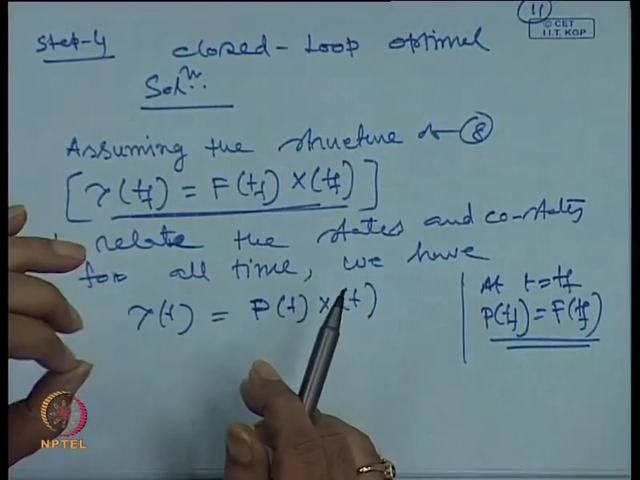 11
© CET
I.I.T. KGP
Step-4 closed-Loop optimal
Solⁿ..
Assuming the structure of (8)
[λ(tf) = F(tf) X(tf)]
relate the states and co-states
for all time, we have
λ(t) = P(t) X(t)
At t=tf
P(tf) = F(tf)
NPTEL